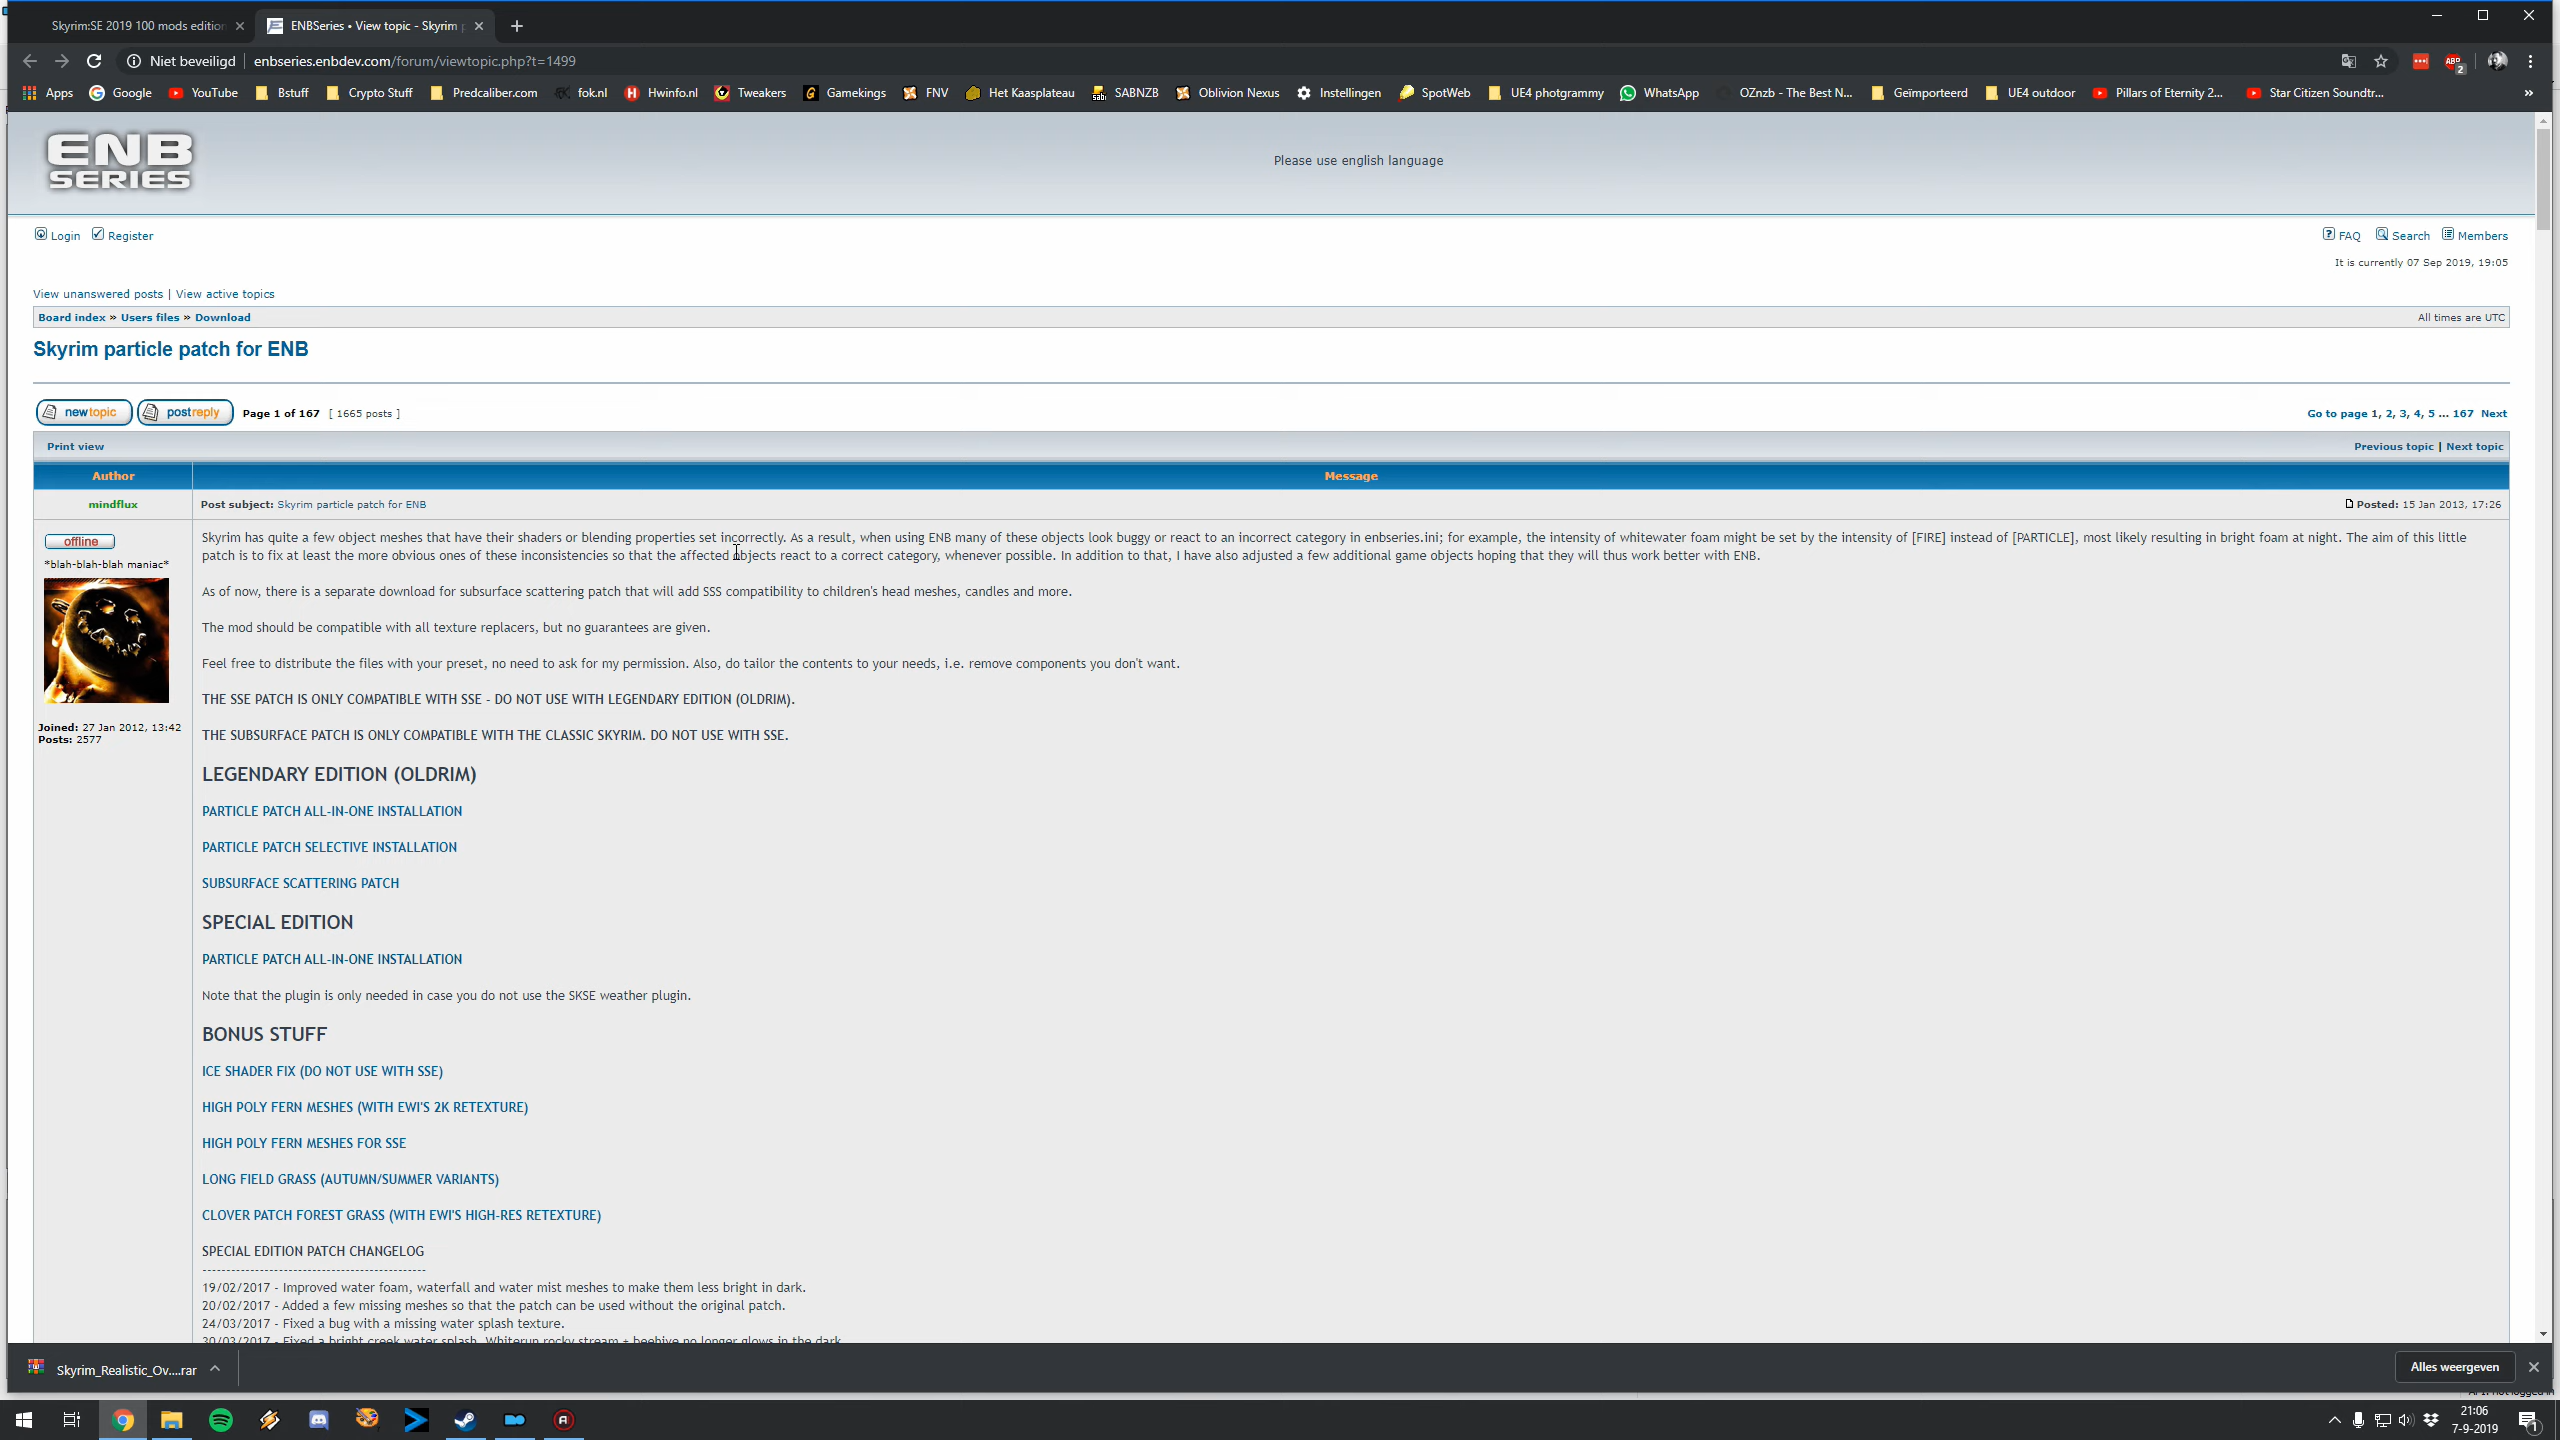 Skyrim:SE 2019 100 mods edition
ENBSeries • View topic - Skyrim p
Niet beveiligd
enbseries.enbdev.com/forum/viewtopic.php?t=1499
Apps Google YouTube Bstuff Crypto Stuff Predcaliber.com fok.nl Hwinfo.nl Tweakers Gamekings FNV Het Kaasplateau SABNZB Oblivion Nexus Instellingen SpotWeb UE4 photgrammy WhatsApp OZnzb - The Best N... Geïmporteerd UE4 outdoor Pillars of Eternity 2... Star Citizen Soundtr... »
ENB
SERIES
Please use english language
Login Register
FAQ Search Members
It is currently 07 Sep 2019, 19:05
View unanswered posts | View active topics
Board index » Users files » Download
All times are UTC
Skyrim particle patch for ENB
newtopic postreply Page 1 of 167 [ 1665 posts ]
Go to page 1, 2, 3, 4, 5 ... 167 Next
Print view
Previous topic | Next topic
Author
Message
mindflux
Post subject: Skyrim particle patch for ENB
Posted: 15 Jan 2013, 17:26
offline
*blah-blah-blah maniac*
Joined: 27 Jan 2012, 13:42
Posts: 2577
Skyrim has quite a few object meshes that have their shaders or blending properties set incorrectly. As a result, when using ENB many of these objects look buggy or react to an incorrect category in enbseries.ini; for example, the intensity of whitewater foam might be set by the intensity of [FIRE] instead of [PARTICLE], most likely resulting in bright foam at night. The aim of this little
patch is to fix at least the more obvious ones of these inconsistencies so that the affected objects react to a correct category, whenever possible. In addition to that, I have also adjusted a few additional game objects hoping that they will thus work better with ENB.
As of now, there is a separate download for subsurface scattering patch that will add SSS compatibility to children's head meshes, candles and more.
The mod should be compatible with all texture replacers, but no guarantees are given.
Feel free to distribute the files with your preset, no need to ask for my permission. Also, do tailor the contents to your needs, i.e. remove components you don't want.
THE SSE PATCH IS ONLY COMPATIBLE WITH SSE - DO NOT USE WITH LEGENDARY EDITION (OLDRIM).
THE SUBSURFACE PATCH IS ONLY COMPATIBLE WITH THE CLASSIC SKYRIM. DO NOT USE WITH SSE.
LEGENDARY EDITION (OLDRIM)
PARTICLE PATCH ALL-IN-ONE INSTALLATION
PARTICLE PATCH SELECTIVE INSTALLATION
SUBSURFACE SCATTERING PATCH
SPECIAL EDITION
PARTICLE PATCH ALL-IN-ONE INSTALLATION
Note that the plugin is only needed in case you do not use the SKSE weather plugin.
BONUS STUFF
ICE SHADER FIX (DO NOT USE WITH SSE)
HIGH POLY FERN MESHES (WITH EWI'S 2K RETEXTURE)
HIGH POLY FERN MESHES FOR SSE
LONG FIELD GRASS (AUTUMN/SUMMER VARIANTS)
CLOVER PATCH FOREST GRASS (WITH EWI'S HIGH-RES RETEXTURE)
SPECIAL EDITION PATCH CHANGELOG
-----------------------------------------------
19/02/2017 - Improved water foam, waterfall and water mist meshes to make them less bright in dark.
20/02/2017 - Added a few missing meshes so that the patch can be used without the original patch.
24/03/2017 - Fixed a bug with a missing water splash texture.
30/03/2017 - Fixed a bright creek water splash. Whiterun rocky stream + beehive no longer glows in the dark.
Skyrim_Realistic_Ov....rar
Alles weergeven
21:06
7-9-2019